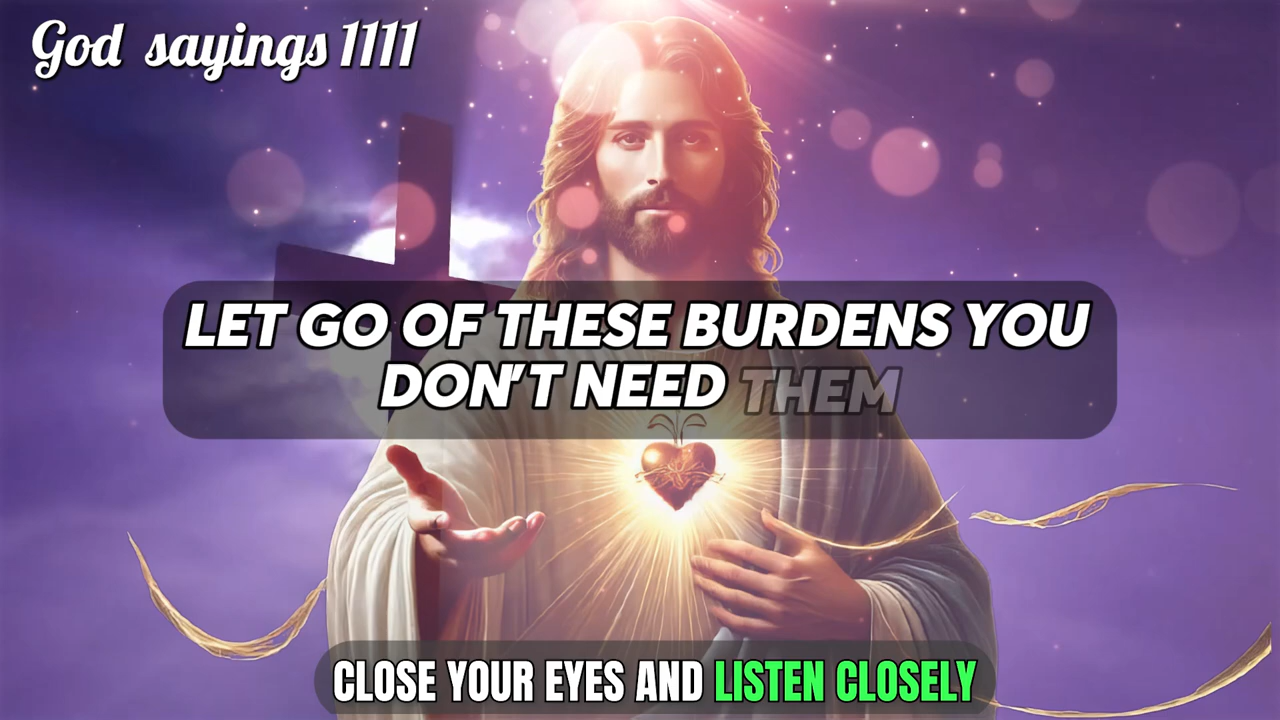 God sayings 1111
LET GO OF THESE BURDENS YOU
DON'T NEED THEM
CLOSE YOUR EYES AND LISTEN CLOSELY